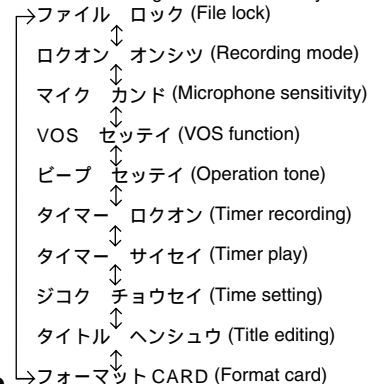 ファイル ロック (File lock)
ロクオン オンシツ (Recording mode)
マイク カンド (Microphone sensitivity)
VOS セッテイ (VOS function)
ビープ セッテイ (Operation tone)
タイマー ロクオン (Timer recording)
タイマー サイセイ (Timer play)
ジコク チョウセイ (Time setting)
タイトル ヘンシュウ (Title editing)
フォーマット CARD (Format card)